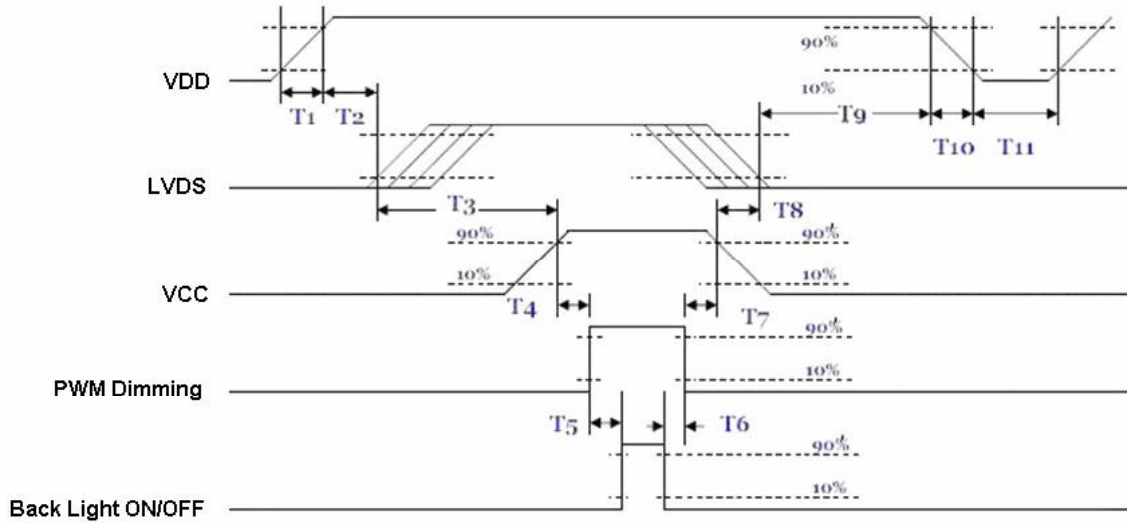 90%
VDD
10%
T1 T2 T9
T10 T11
LVDS
T3 T8
90% 90%
10% 10%
VCC
T4 T7
90%
10%
PWM Dimming
T5 T6
90%
10%
Back Light ON/OFF